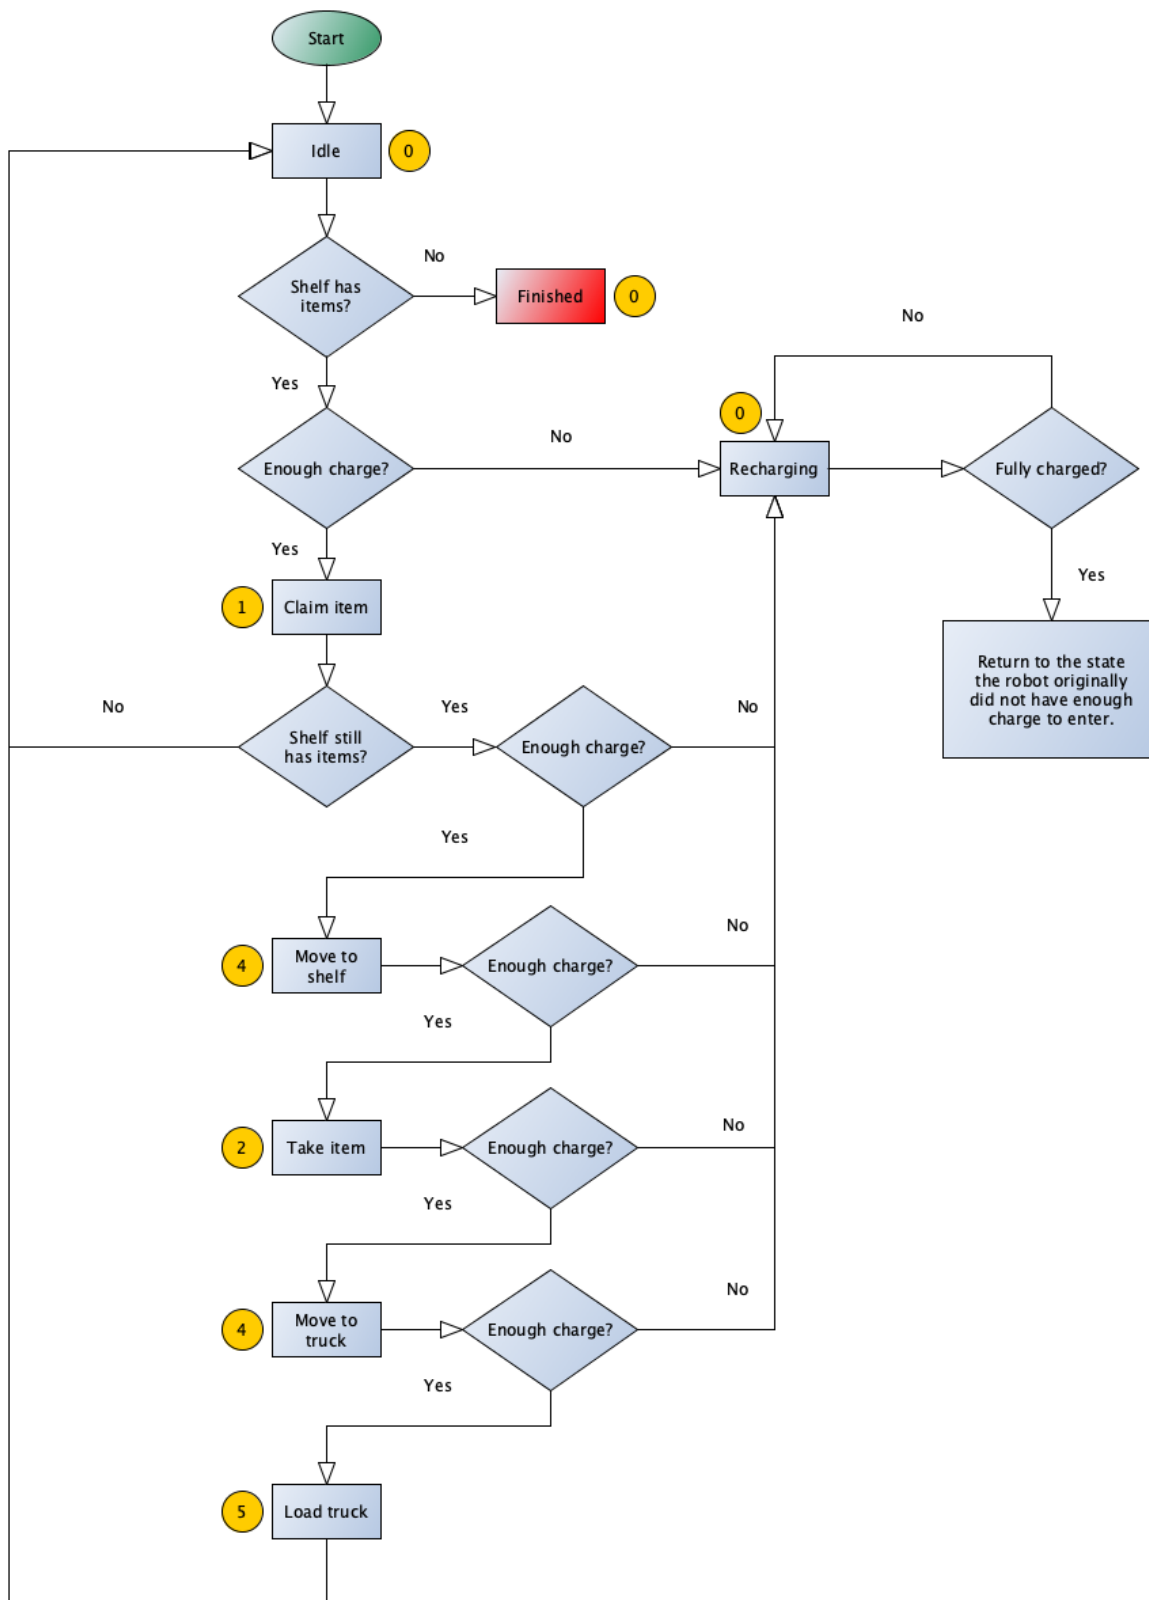 Start
Idle
0
No
Shelf has
items?
Finished
0
No
Yes
0
No
Enough charge?
Recharging
Fully charged?
Yes
Yes
1
Claim item
Return to the state
the robot originally
did not have enough
charge to enter.
No
Yes
No
Shelf still
has items?
Enough charge?
Yes
No
4
Move to
shelf
Enough charge?
Yes
No
2
Take item
Enough charge?
Yes
No
4
Move to
truck
Enough charge?
Yes
5
Load truck